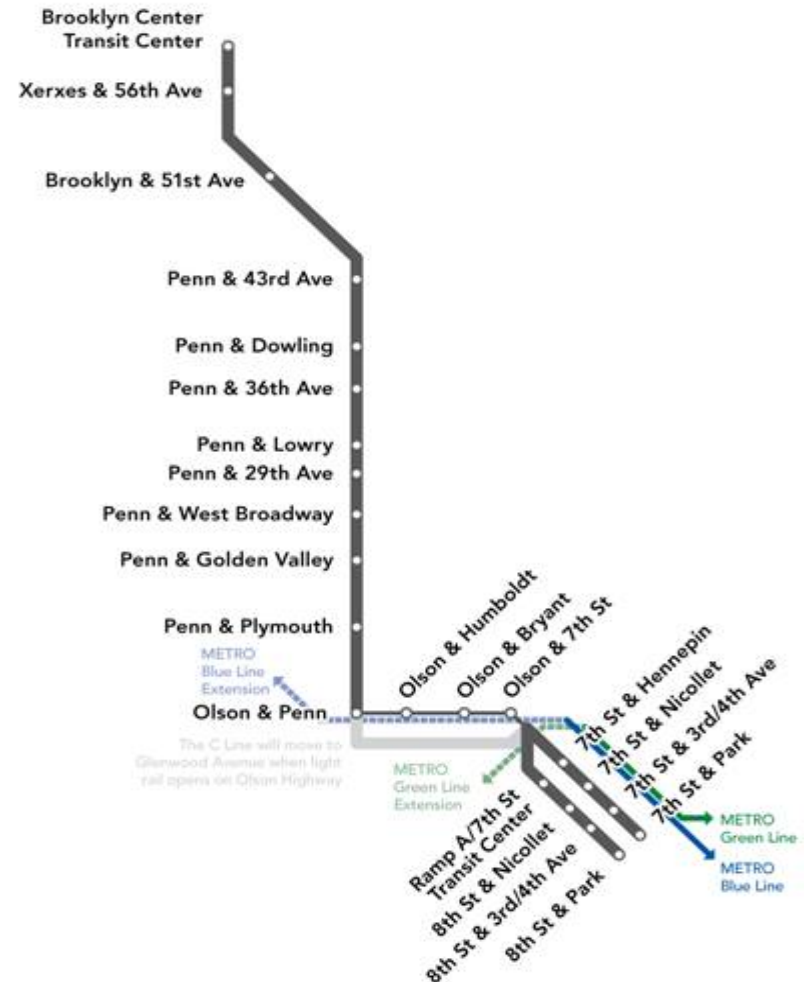 Brooklyn Center
Transit Center
Xerxes & 56th Ave
Brooklyn & 51st Ave
Penn & 43rd Ave
Penn & Dowling
Penn & 36th Ave
Penn & Lowry
Penn & 29th Ave
Penn & West Broadway
Penn & Golden Valley
Penn & Plymouth
METRO
Blue Line
Extension
Olson & Penn
Olson & Humboldt
Olson & Bryant
Olson & 7th St
7th St & Hennepin
7th St & Nicollet
7th St & 3rd/4th Ave
7th St & Park
The C Line will move to
Glenwood Avenue when light
rail opens on Olson Highway
METRO
Green Line
Extension
METRO
Green Line
METRO
Blue Line
Ramp A/7th St
Transit Center
8th St & Nicollet
8th St & 3rd/4th Ave
8th St & Park